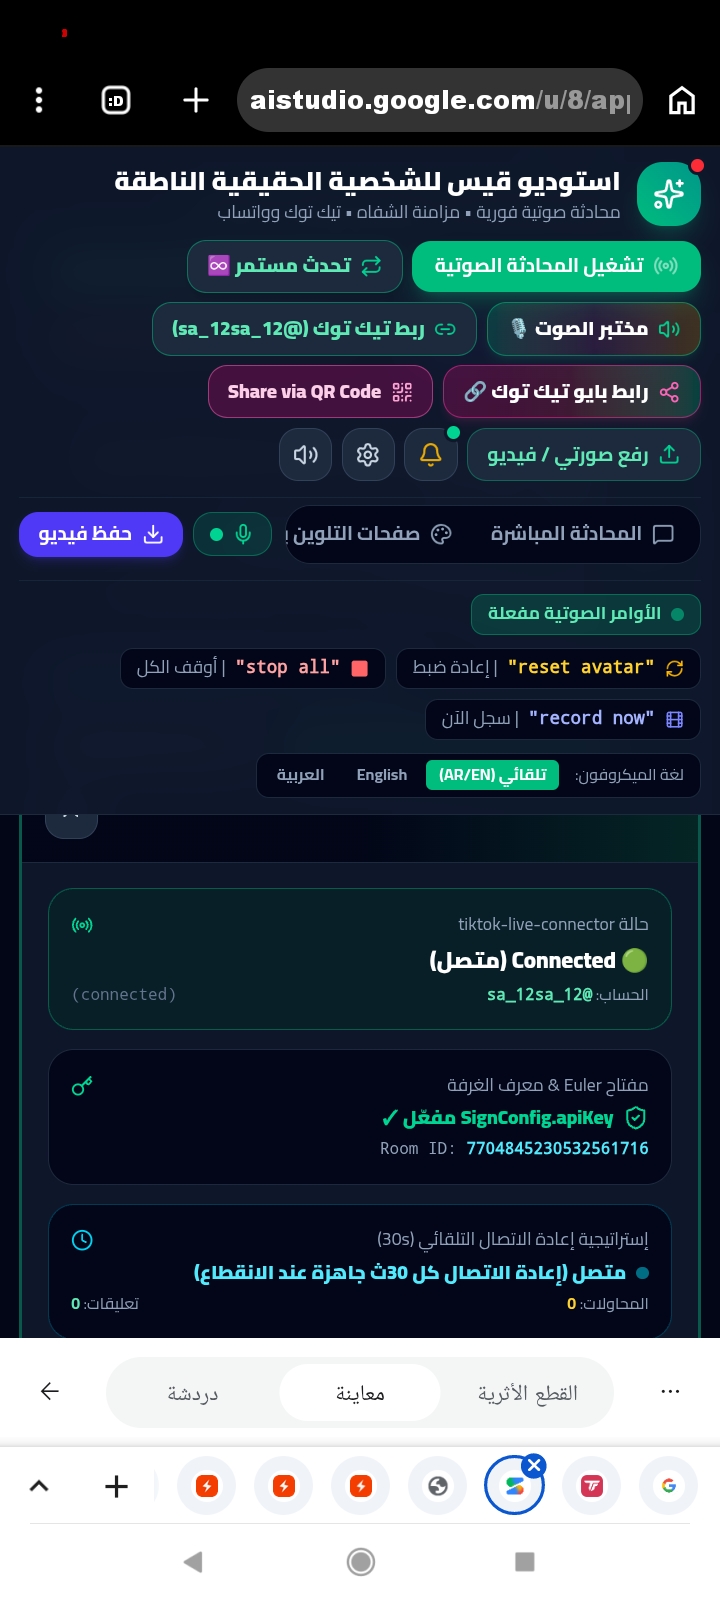 :D
aistudio.google.com/u/8/ap
استوديو قيس للشخصية الحقيقية الناطقة
محادثة صوتية فورية • مزامنة الشفاه • تيك توك وواتساب
تشغيل المحادثة الصوتية
تحدث مستمر ♾️
مختبر الصوت 🎙️
ربط تيك توك (@sa_12sa_12)
رابط بايو تيك توك 🔗
Share via QR Code
رفع صورتي / فيديو
المحادثة المباشرة
صفحات التلوين
حفظ فيديو
الأوامر الصوتية مفعلة
"reset avatar" | إعادة ضبط
"stop all" | أوقف الكل
"record now" | سجل الآن
لغة الميكروفون:
تلقائي (AR/EN)
English
العربية
حالة tiktok-live-connector
🟢 Connected (متصل)
الحساب: @sa_12sa_12
(connected)
مفتاح Euler & معرف الغرفة
SignConfig.apiKey مفعّل ✓
Room ID: 7704845230532561716
إستراتيجية إعادة الاتصال التلقائي (30s)
متصل (إعادة الاتصال كل 30ث جاهزة عند الانقطاع)
المحاولات: 0
تعليقات: 0
القطع الأثرية
معاينة
دردشة